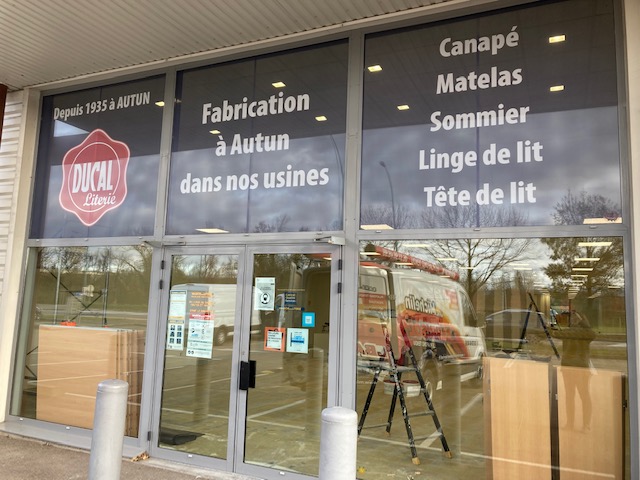 Depuis 1935 à AUTUN
DUCAL
Literie
Fabrication
à Autun
dans nos usines
Canapé
Matelas
Sommier
Linge de lit
Tête de lit